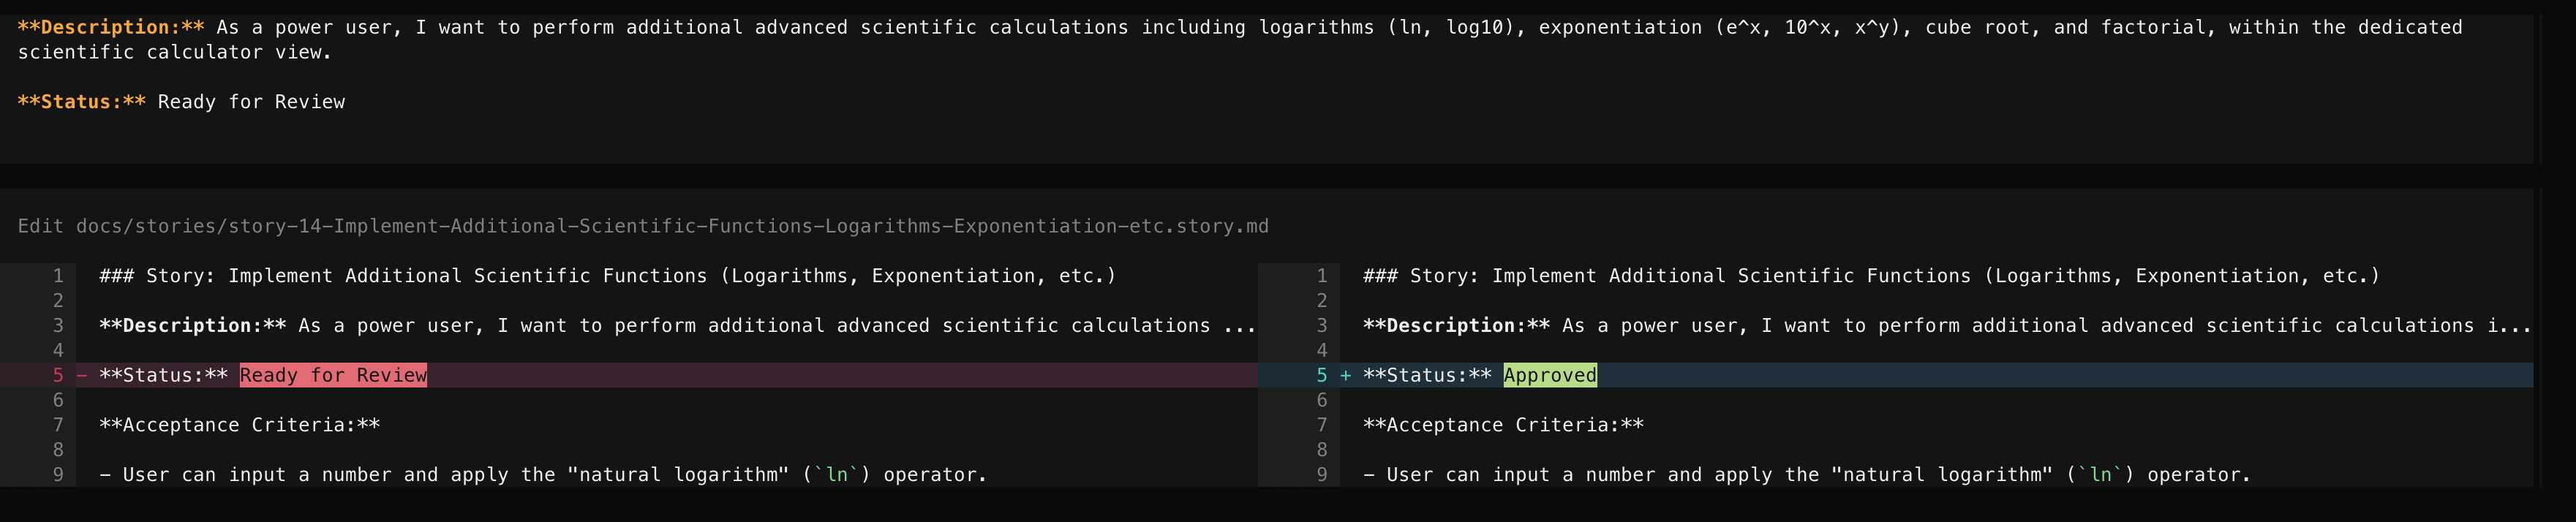 **Description:** As a power user, I want to perform additional advanced scientific calculations including logarithms (ln, log10), exponentiation (e^x, 10^x, x^y), cube root, and factorial, within the dedicated
scientific calculator view.
**Status:** Ready for Review
Edit docs/stories/story-14-Implement-Additional-Scientific-Functions-Logarithms-Exponentiation-etc.story.md
1 ### Story: Implement Additional Scientific Functions (Logarithms, Exponentiation, etc.)
2
3 **Description:** As a power user, I want to perform additional advanced scientific calculations ...
4
5 - **Status:** Ready for Review
6
7 **Acceptance Criteria:**
8
9 - User can input a number and apply the "natural logarithm" (`ln`) operator.
1 ### Story: Implement Additional Scientific Functions (Logarithms, Exponentiation, etc.)
2
3 **Description:** As a power user, I want to perform additional advanced scientific calculations i...
4
5 + **Status:** Approved
6
7 **Acceptance Criteria:**
8
9 - User can input a number and apply the "natural logarithm" (`ln`) operator.